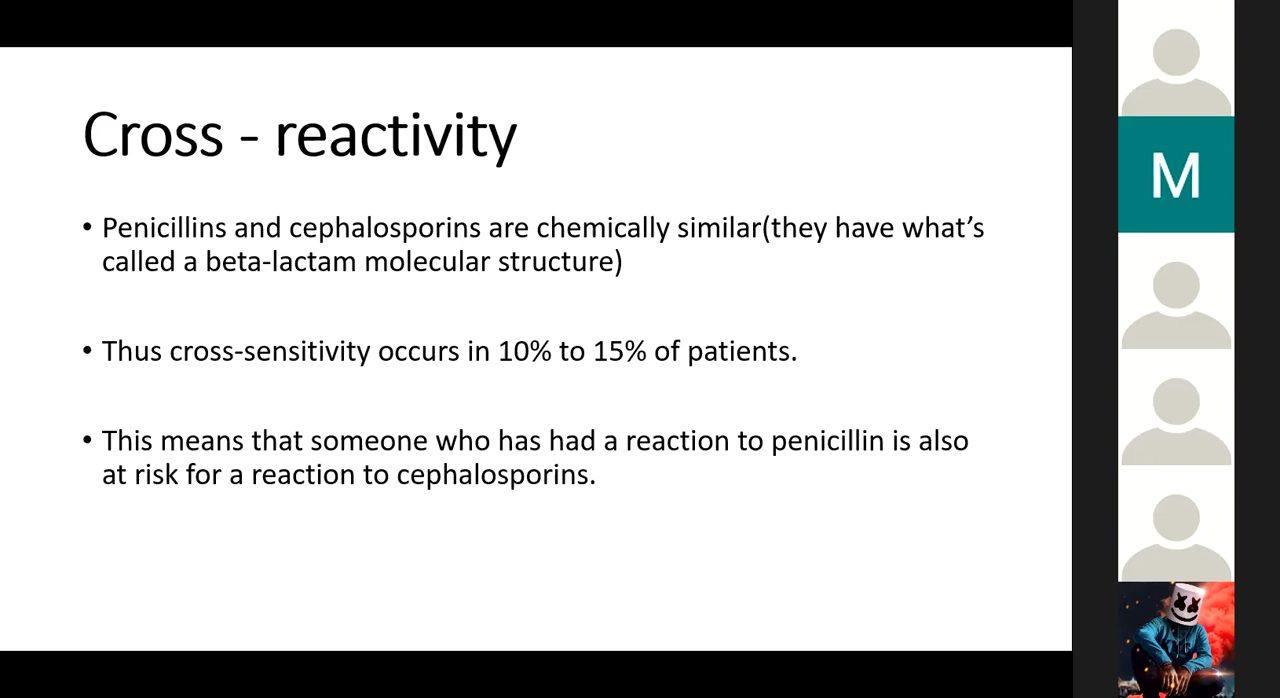 Cross - reactivity
• Penicillins and cephalosporins are chemically similar(they have what’s
called a beta-lactam molecular structure)
• Thus cross-sensitivity occurs in 10% to 15% of patients.
• This means that someone who has had a reaction to penicillin is also
at risk for a reaction to cephalosporins.
M